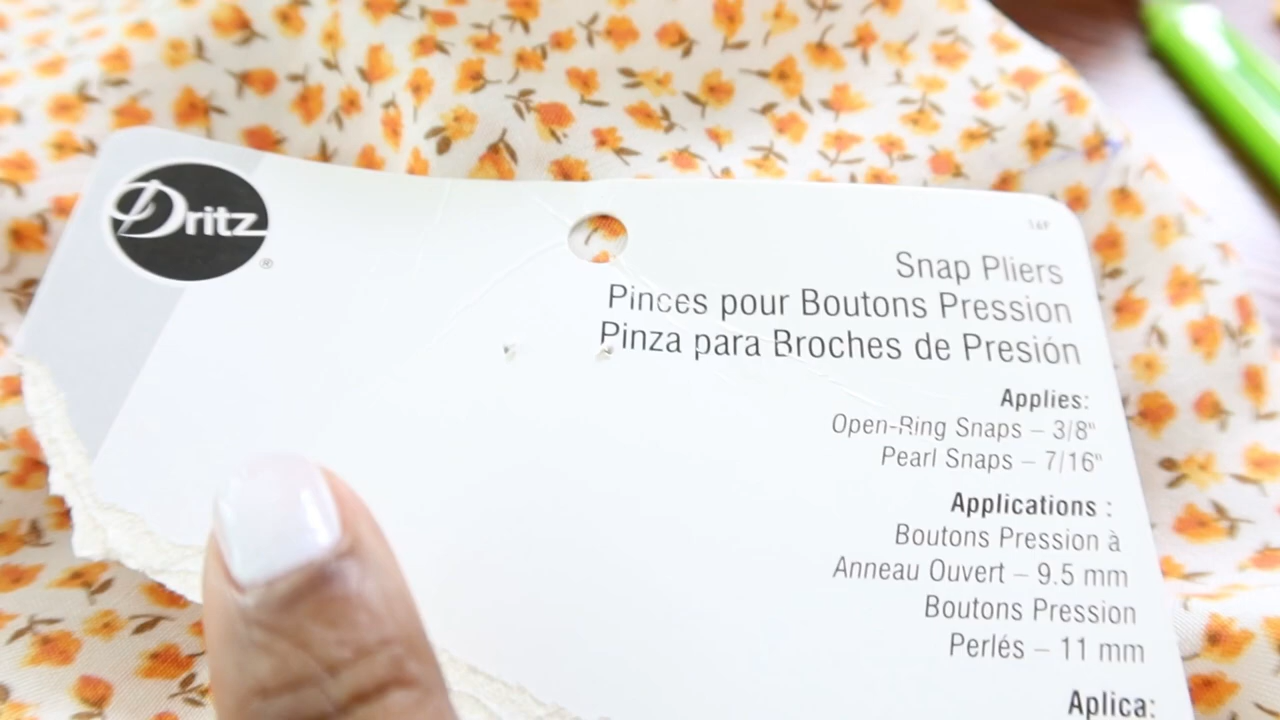 Dritz®
Snap Pliers
Pinces pour Boutons Pression
Pinza para Broches de Presión
Applies:
Open-Ring Snaps – 3/8"
Pearl Snaps – 7/16"
Applications :
Boutons Pression à
Anneau Ouvert – 9.5 mm
Boutons Pression
Perlés – 11 mm
Aplica: